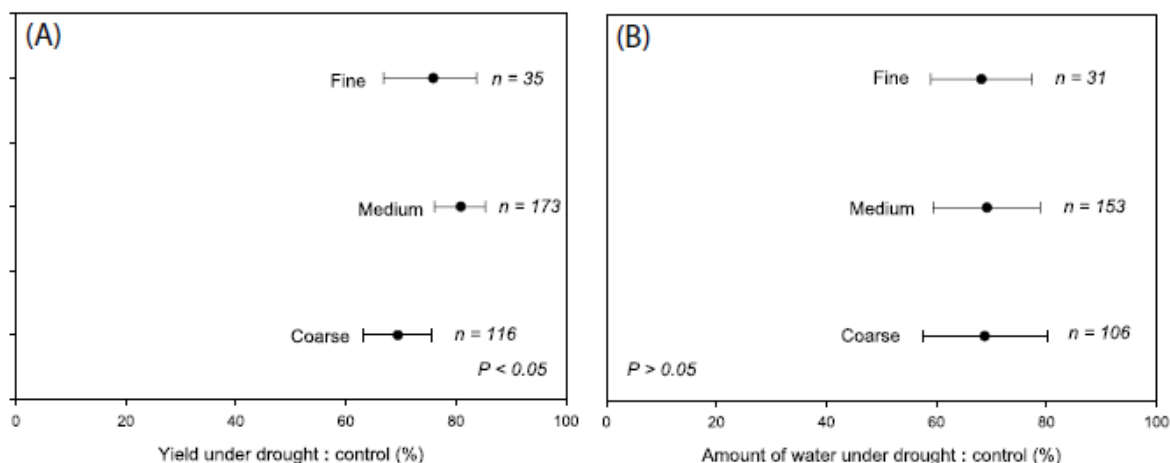 (A)
Fine n = 35
Medium n = 173
Coarse n = 116
P < 0.05
0 20 40 60 80 100
Yield under drought : control (%)
(B)
Fine n = 31
Medium n = 153
Coarse n = 106
P > 0.05
0 20 40 60 80 100
Amount of water under drought : control (%)